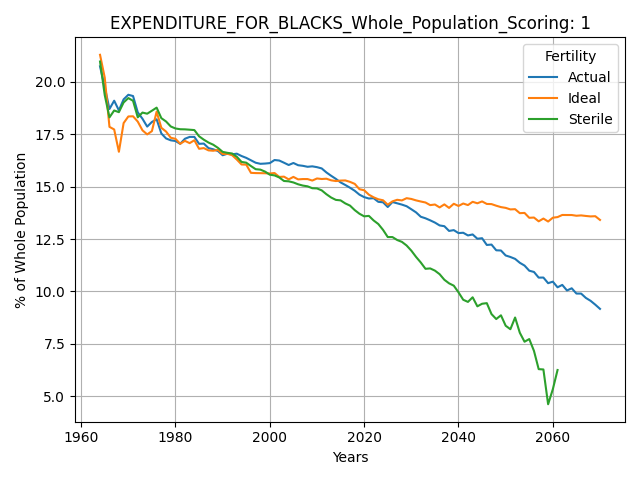 EXPENDITURE_FOR_BLACKS_Whole_Population_Scoring: 1
Fertility
Actual
Ideal
Sterile
% of Whole Population
20.0
17.5
15.0
12.5
10.0
7.5
5.0
1960 1980 2000 2020 2040 2060
Years